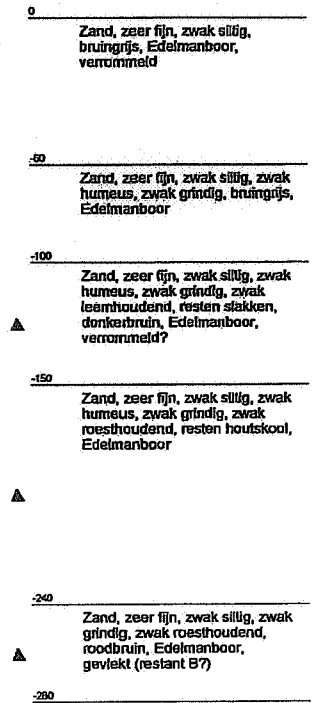 0
Zand, zeer fijn, zwak siltig,
bruingrijs, Edelmanboor,
verrommeld
-60
Zand, zeer fijn, zwak siltig, zwak
humeus, zwak grindig, bruingrijs,
Edelmanboor
-100
Zand, zeer fijn, zwak siltig, zwak
humeus, zwak grindig, zwak
leemhoudend, resten slakken,
donkerbruin, Edelmanboor,
verrommeld?
-150
Zand, zeer fijn, zwak siltig, zwak
humeus, zwak grindig, zwak
roesthoudend, resten houtskool,
Edelmanboor
-240
Zand, zeer fijn, zwak siltig, zwak
grindig, zwak roesthoudend,
roodbruin, Edelmanboor,
gevlekt (restant B?)
-280